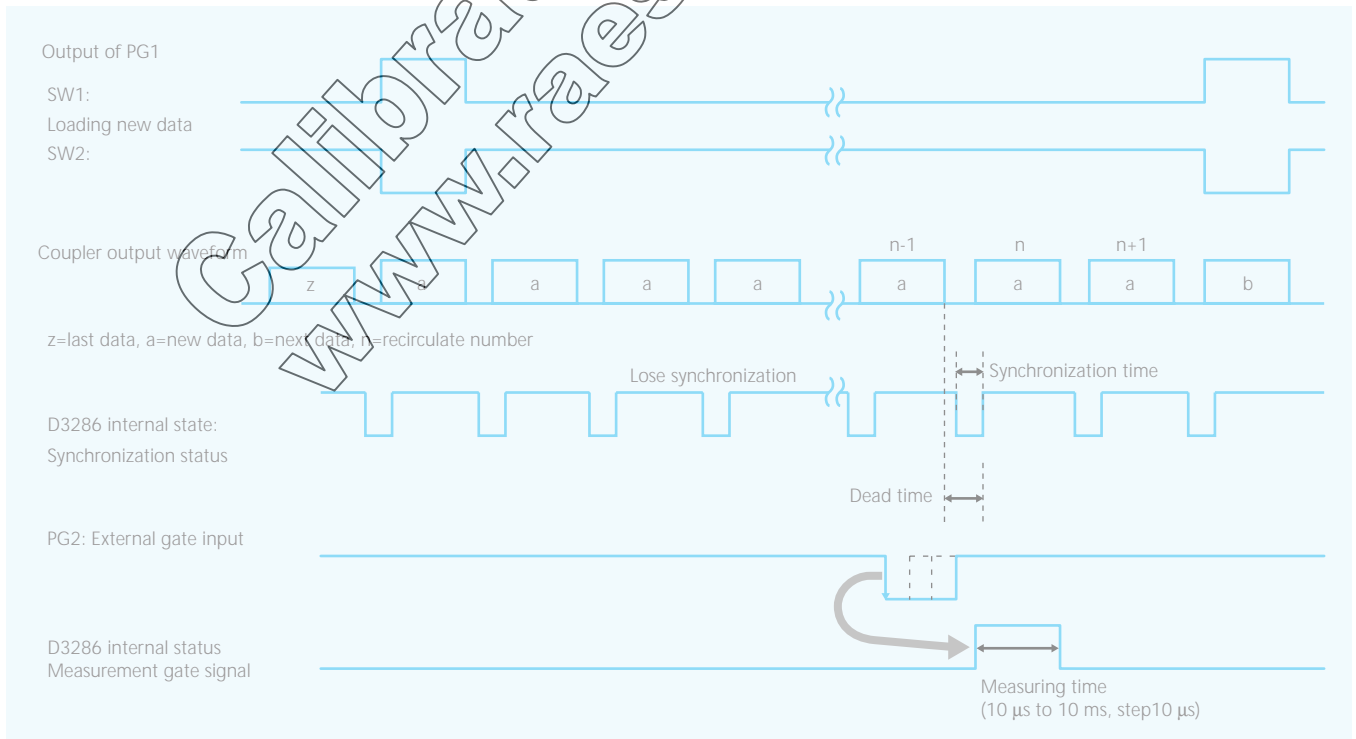 Output of PG1
SW1:
Loading new data
SW2:
Coupler output waveform
n-1 n n+1
z a a a a a a a b
z=last data, a=new data, b=next data, n=recirculate number
Lose synchronization
Synchronization time
D3286 internal state:
Synchronization status
Dead time
PG2: External gate input
D3286 internal status
Measurement gate signal
Measuring time
(10 μs to 10 ms, step10 μs)